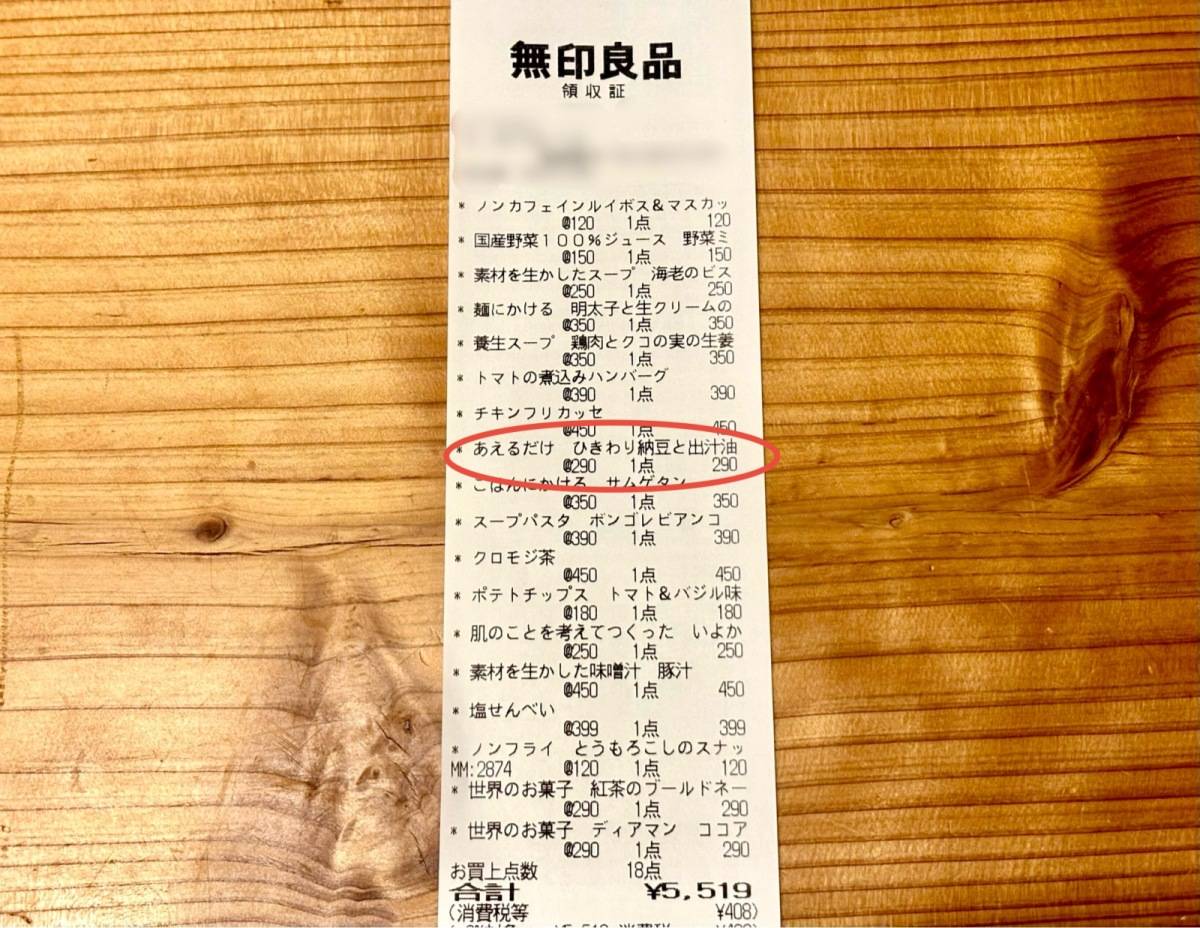 無印良品
領収証
* ノンカフェインルイボス&マスカッ
@120 1点 120
* 国産野菜100%ジュース 野菜ミ
@150 1点 150
* 素材を生かしたスープ 海老のビス
@250 1点 250
* 麺にかける 明太子と生クリームの
@350 1点 350
* 養生スープ 鶏肉とクコの実の生姜
@350 1点 350
* トマトの煮込みハンバーグ
@390 1点 390
* チキンフリカッセ
@450 1点 450
* あえるだけ ひきわり納豆と出汁油
@290 1点 290
* ごはんにかける サムゲタン
@350 1点 350
* スープパスタ ボンゴレビアンコ
@390 1点 390
* クロモジ茶
@450 1点 450
* ポテトチップス トマト&バジル味
@180 1点 180
* 肌のことを考えてつくった いよか
@250 1点 250
* 素材を生かした味噌汁 豚汁
@450 1点 450
* 塩せんべい
@399 1点 399
* ノンフライ とうもろこしのスナッ
MM:2874 @120 1点 120
* 世界のお菓子 紅茶のブールドネー
@290 1点 290
* 世界のお菓子 ディアマン ココア
@290 1点 290
お買上点数 18点
合計 ¥5,519
(消費税等 ¥408)